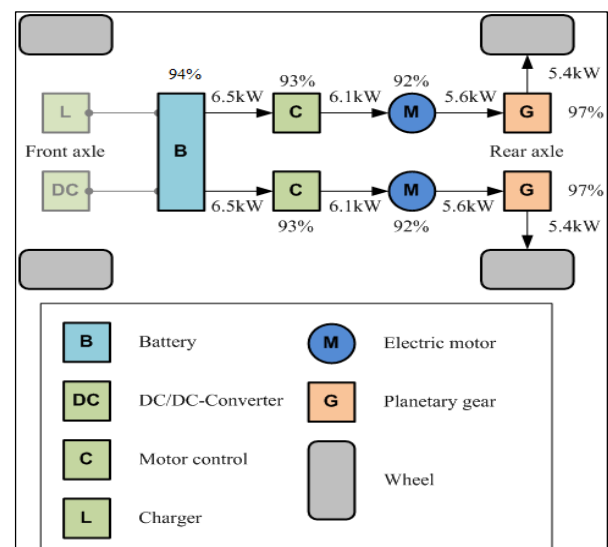 94%
93%
92%
5.4kW
6.5kW
6.1kW
5.6kW
L
C
M
G
97%
Front axle
B
Rear axle
DC
C
M
G
97%
6.5kW
6.1kW
5.6kW
93%
92%
5.4kW
B Battery
M Electric motor
DC DC/DC-Converter
G Planetary gear
C Motor control
Wheel
L Charger